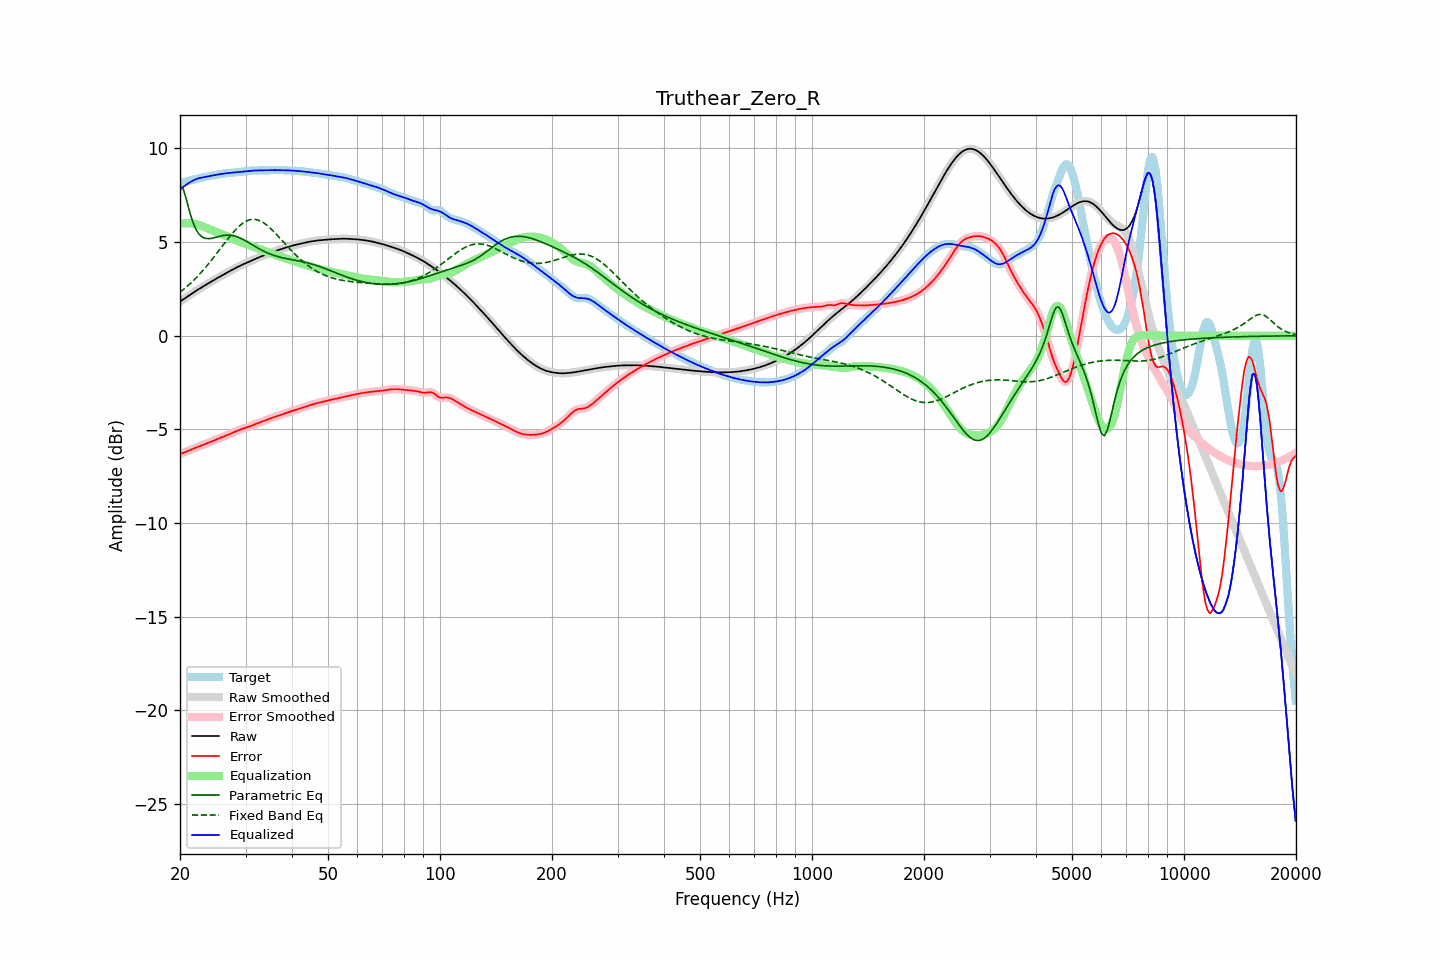 Truthear_Zero_R
10
5
0
−5
−10
−15
−20
−25
Amplitude (dBr)
Target
Raw Smoothed
Error Smoothed
Raw
Error
Equalization
Parametric Eq
Fixed Band Eq
Equalized
20 50 100 200 500 1000 2000 5000 10000 20000
Frequency (Hz)